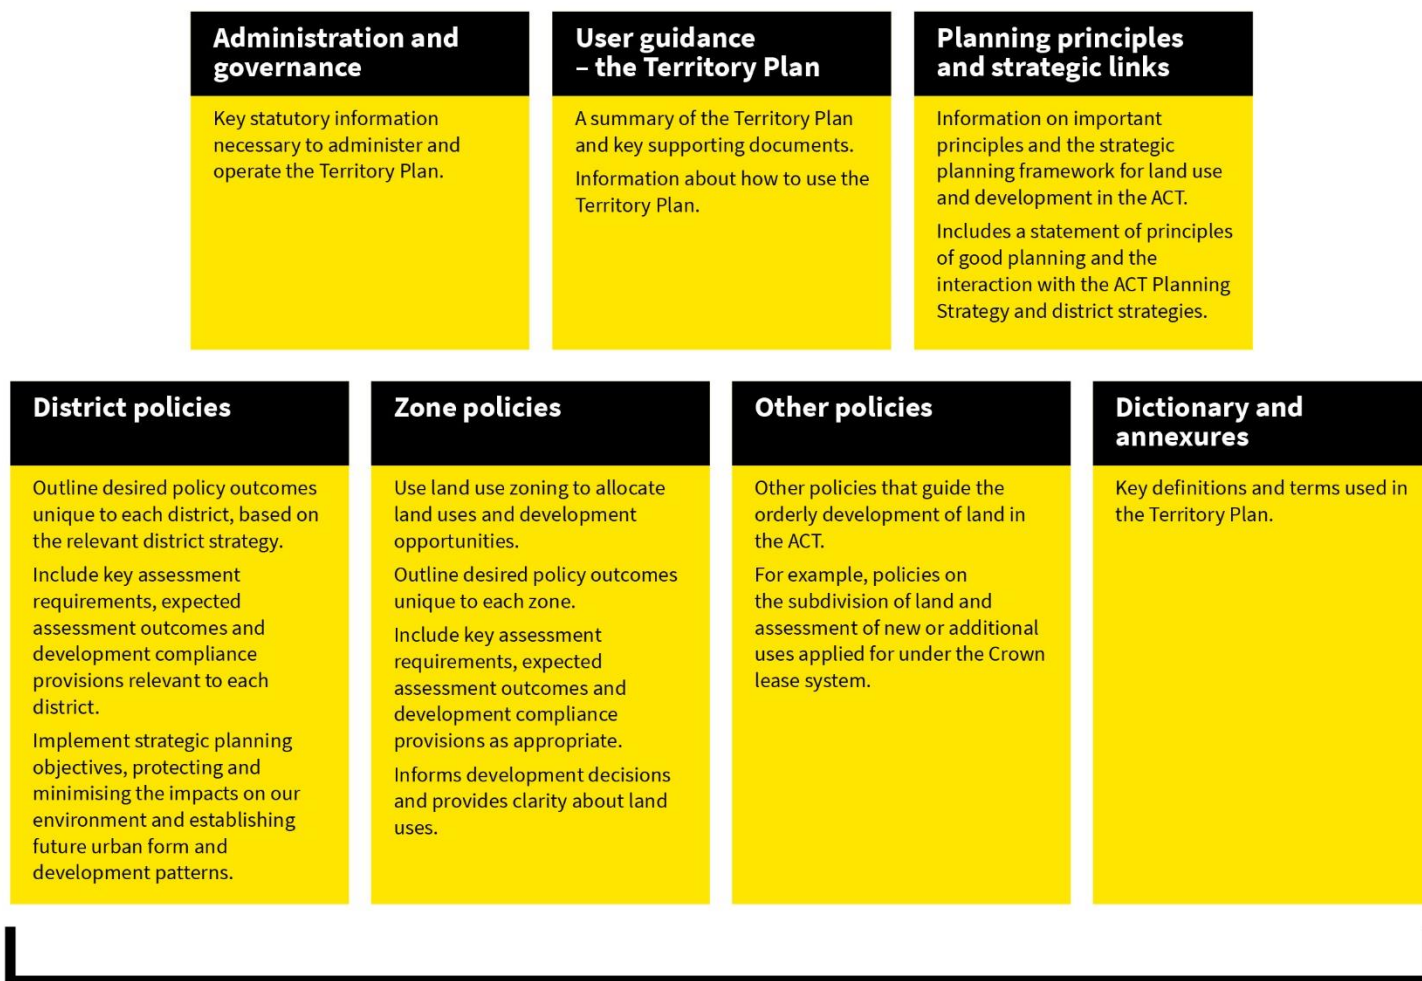 Administration and
governance
Key statutory information
necessary to administer and
operate the Territory Plan.
User guidance
– the Territory Plan
A summary of the Territory Plan
and key supporting documents.
Information about how to use the
Territory Plan.
Planning principles
and strategic links
Information on important
principles and the strategic
planning framework for land use
and development in the ACT.
Includes a statement of principles
of good planning and the
interaction with the ACT Planning
Strategy and district strategies.
District policies
Outline desired policy outcomes
unique to each district, based on
the relevant district strategy.
Include key assessment
requirements, expected
assessment outcomes and
development compliance
provisions relevant to each
district.
Implement strategic planning
objectives, protecting and
minimising the impacts on our
environment and establishing
future urban form and
development patterns.
Zone policies
Use land use zoning to allocate
land uses and development
opportunities.
Outline desired policy outcomes
unique to each zone.
Include key assessment
requirements, expected
assessment outcomes and
development compliance
provisions as appropriate.
Informs development decisions
and provides clarity about land
uses.
Other policies
Other policies that guide the
orderly development of land in
the ACT.
For example, policies on
the subdivision of land and
assessment of new or additional
uses applied for under the Crown
lease system.
Dictionary and
annexures
Key definitions and terms used in
the Territory Plan.